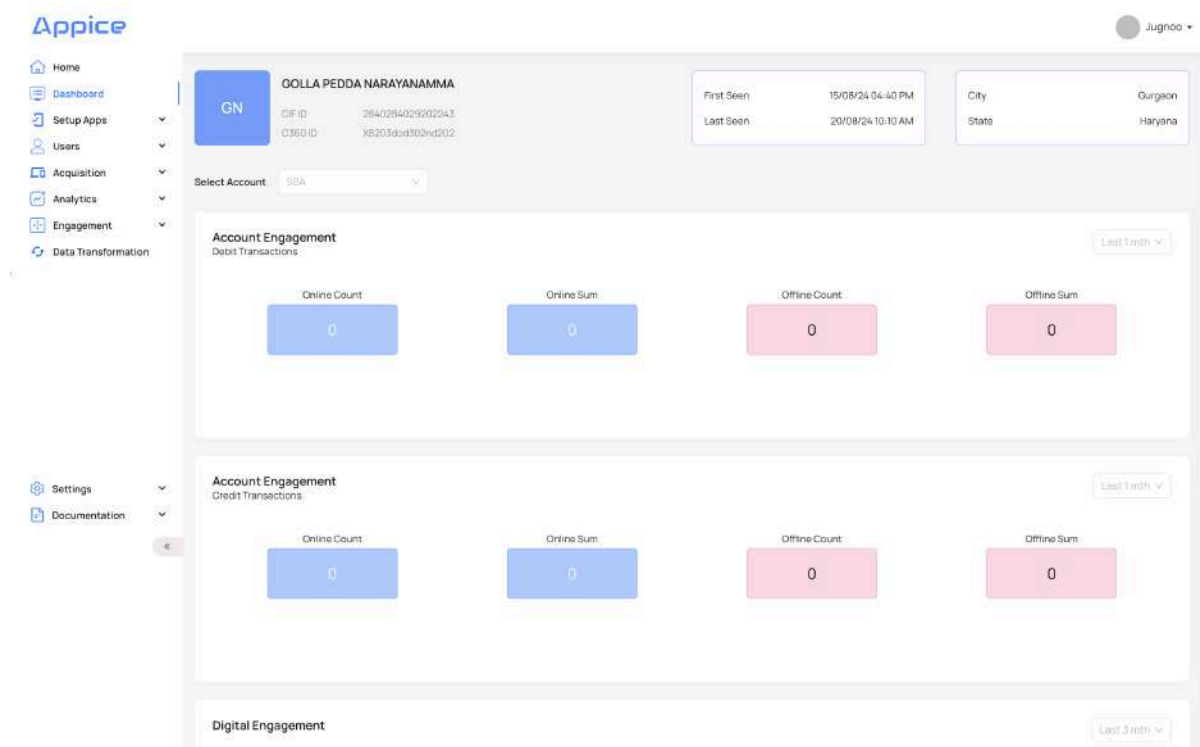 Appice
Jugnoo
Home
Dashboard
Setup Apps
Users
Acquisition
Analytics
Engagement
Data Transformation
Settings
Documentation
GN
GOLLA PEDDA NARAYANAMMA
CIF ID 2840284029202243
C360 ID X8203dod302nd202
First Seen 15/08/24 04:40 PM
Last Seen 20/08/24 10:10 AM
City Gurgaon
State Haryana
Select Account SBA
Account Engagement
Debit Transactions
Last 1 mth
Online Count Online Sum Offline Count Offline Sum
0 0 0 0
Account Engagement
Credit Transactions
Last 1 mth
Online Count Online Sum Offline Count Offline Sum
0 0 0 0
Digital Engagement
Last 3 mth